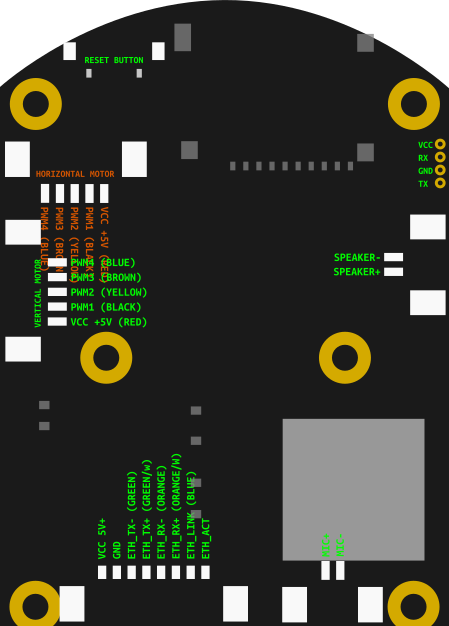 RESET BUTTON
VCC
RX
GND
TX
HORIZONTAL MOTOR
PWM4 (BLUE)
PWM3 (BROWN)
PWM2 (YELLOW)
PWM1 (BLACK)
VCC +5V (RED)
VERTICAL MOTOR
PWM4 (BLUE)
PWM3 (BROWN)
PWM2 (YELLOW)
PWM1 (BLACK)
VCC +5V (RED)
SPEAKER-
SPEAKER+
VCC 5V+
GND
ETH_TX- (GREEN)
ETH_TX+ (GREEN/w)
ETH_RX- (ORANGE)
ETH_RX+ (ORANGE/W)
ETH_LINK (BLUE)
ETH_ACT
MIC+
MIC-